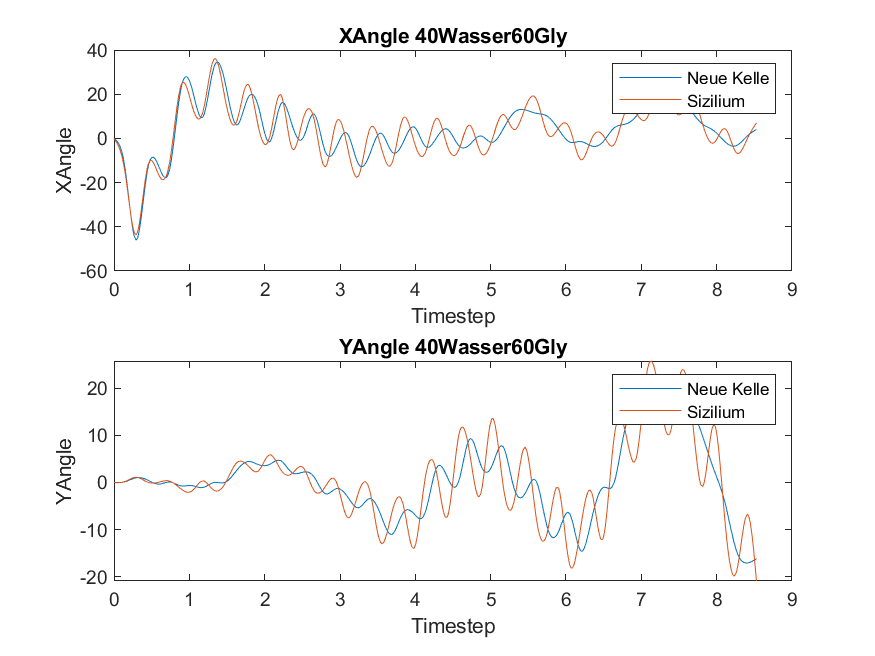 XAngle 40Wasser60Gly
40
20
0
-20
-40
-60
XAngle
Neue Kelle
Sizilium
0 1 2 3 4 5 6 7 8 9
Timestep
YAngle 40Wasser60Gly
20
10
0
-10
-20
YAngle
Neue Kelle
Sizilium
0 1 2 3 4 5 6 7 8 9
Timestep